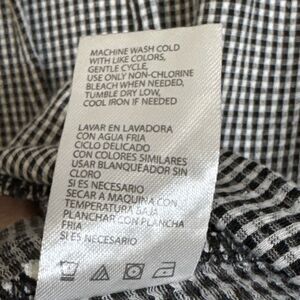 MACHINE WASH COLD
WITH LIKE COLORS,
GENTLE CYCLE,
USE ONLY NON-CHLORINE
BLEACH WHEN NEEDED,
TUMBLE DRY LOW,
COOL IRON IF NEEDED
LAVAR EN LAVADORA
CON AGUA FRIA
CICLO DELICADO
CON COLORES SIMILARES
USAR BLANQUEADOR SIN
CLORO
SI ES NECESARIO
SECAR A MAQUINA CON
TEMPERATURA BAJA
PLANCHAR CON PLANCHA
FRIA
SI ES NECESARIO